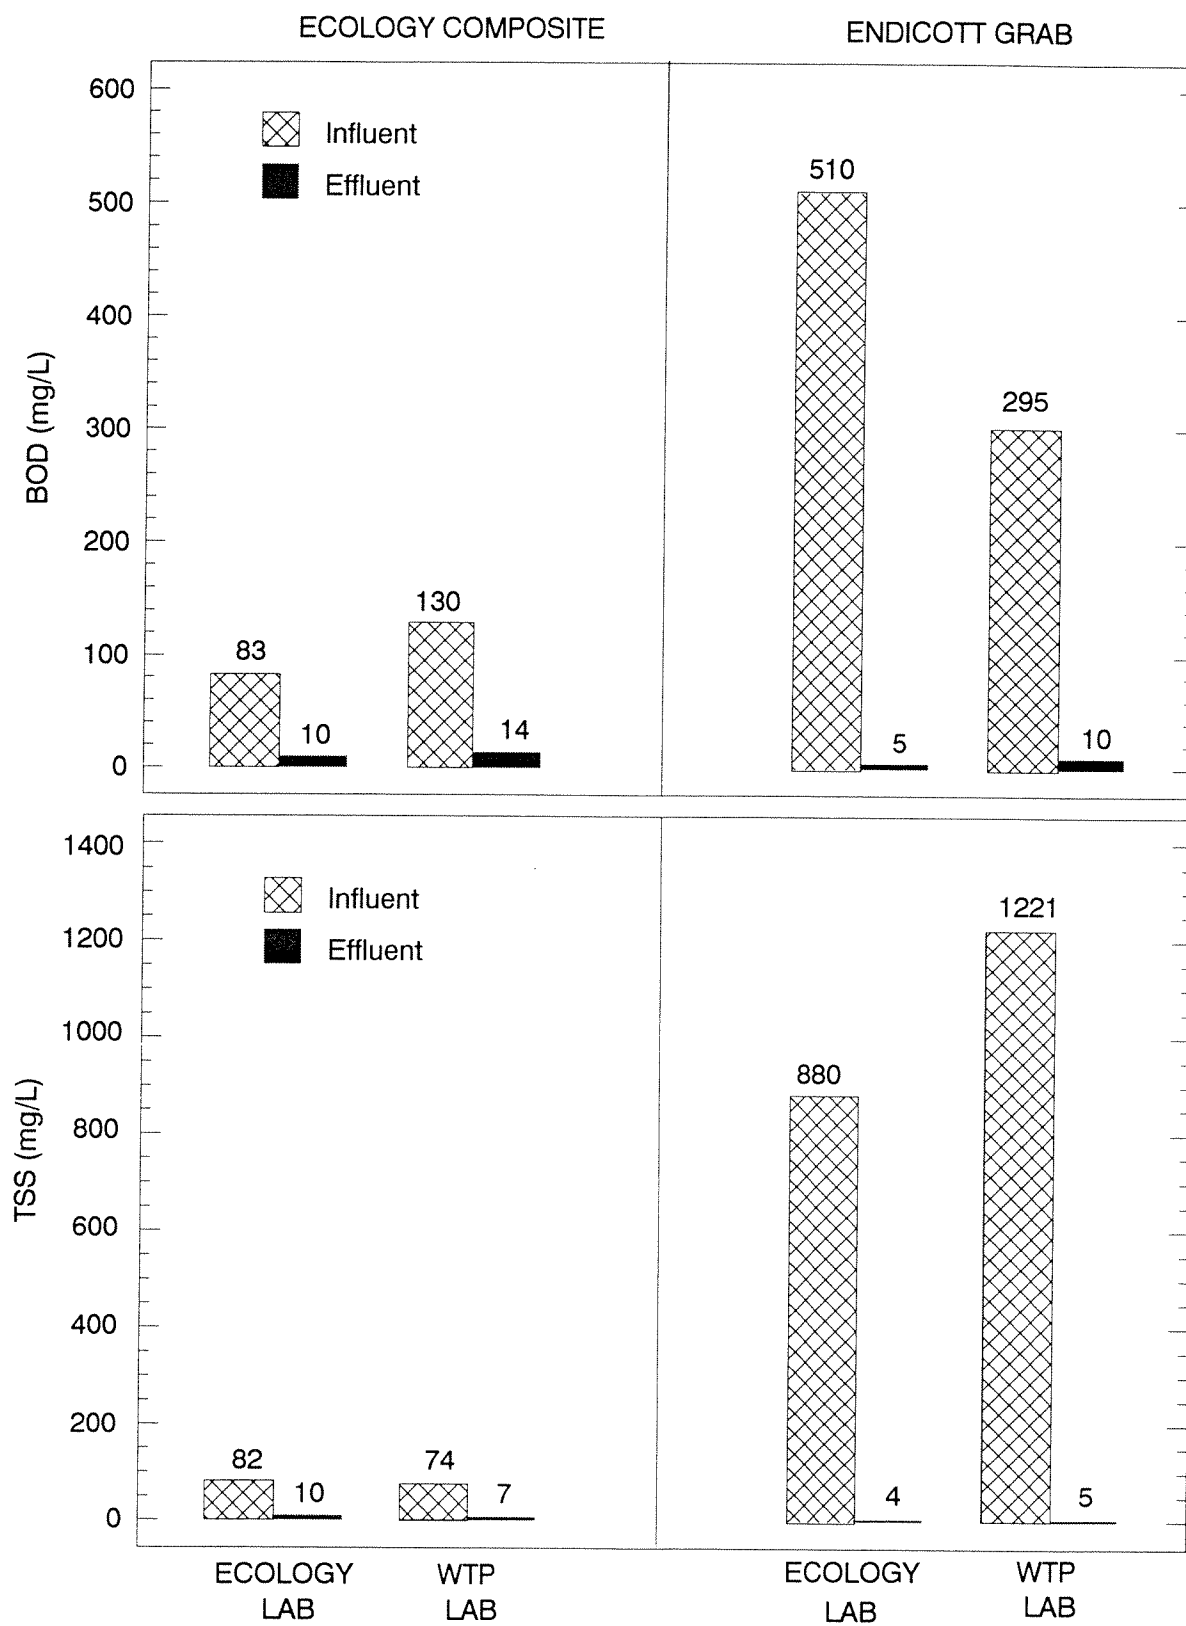 ECOLOGY COMPOSITE
ENDICOTT GRAB
600
500
400
300
200
100
0
BOD (mg/L)
Influent
Effluent
83
10
130
14
510
5
295
10
1400
1200
1000
800
600
400
200
0
TSS (mg/L)
Influent
Effluent
82
10
74
7
880
4
1221
5
ECOLOGY
LAB
WTP
LAB
ECOLOGY
LAB
WTP
LAB